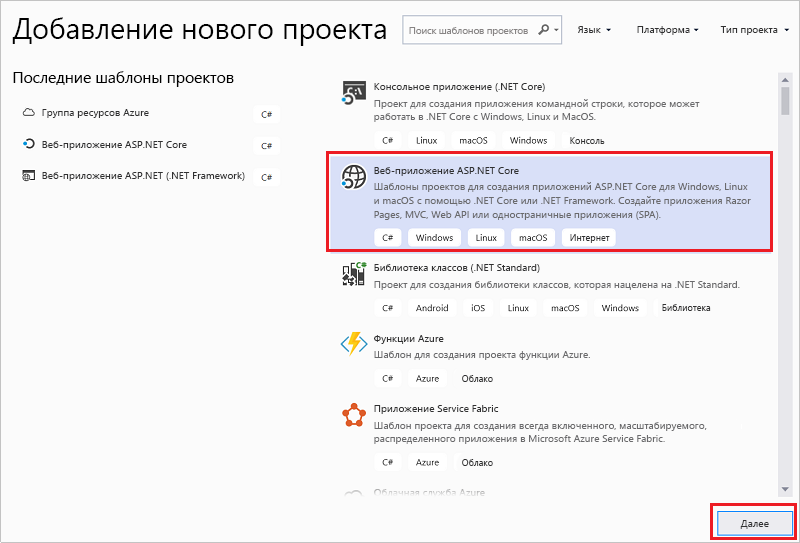 Добавление нового проекта
Поиск шаблонов проектов
Язык
Платформа
Тип проекта
Последние шаблоны проектов
Группа ресурсов Azure
C#
Веб-приложение ASP.NET Core
C#
Веб-приложение ASP.NET (.NET Framework)
C#
Консольное приложение (.NET Core)
Проект для создания приложения командной строки, которое может
работать в .NET Core с Windows, Linux и MacOS.
C# Linux macOS Windows Консоль
Веб-приложение ASP.NET Core
Шаблоны проектов для создания приложений ASP.NET Core для Windows, Linux
и macOS с помощью .NET Core или .NET Framework. Создайте приложения Razor
Pages, MVC, Web API или одностраничные приложения (SPA).
C# Windows Linux macOS Интернет
Библиотека классов (.NET Standard)
Проект для создания библиотеки классов, которая нацелена на .NET Standard.
C# Android iOS Linux macOS Windows Библиотека
Функции Azure
Шаблон для создания проекта функции Azure.
C# Azure Облако
Приложение Service Fabric
Шаблон проекта для создания всегда включенного, масштабируемого,
распределенного приложения в Microsoft Azure Service Fabric.
C# Azure Облако
Облачная служба Azure
Далее